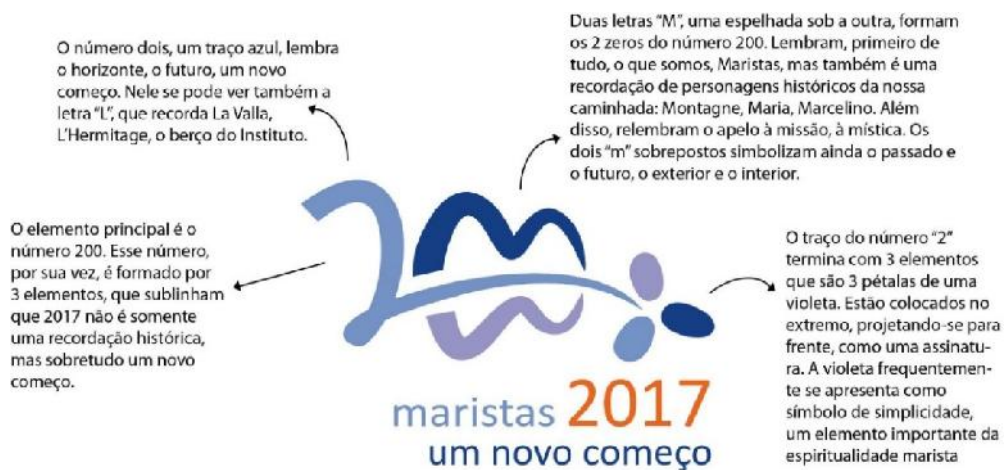 O número dois, um traço azul, lembra
o horizonte, o futuro, um novo
começo. Nele se pode ver também a
letra "L", que recorda La Valla,
L'Hermitage, o berço do Instituto.
Duas letras "M", uma espelhada sob a outra, formam
os 2 zeros do número 200. Lembram, primeiro de
tudo, o que somos, Maristas, mas também é uma
recordação de personagens históricos da nossa
caminhada: Montagne, Maria, Marcelino. Além
disso, relembram o apelo à missão, à mística. Os
dois "m" sobrepostos simbolizam ainda o passado e
o futuro, o exterior e o interior.
O elemento principal é o
número 200. Esse número,
por sua vez, é formado por
3 elementos, que sublinham
que 2017 não é somente
uma recordação histórica,
mas sobretudo um novo
começo.
O traço do número "2"
termina com 3 elementos
que são 3 pétalas de uma
violeta. Estão colocados no
extremo, projetando-se para
frente, como uma assinatu-
ra. A violeta frequentemen-
te se apresenta como
símbolo de simplicidade,
um elemento importante da
espiritualidade marista
maristas 2017
um novo começo